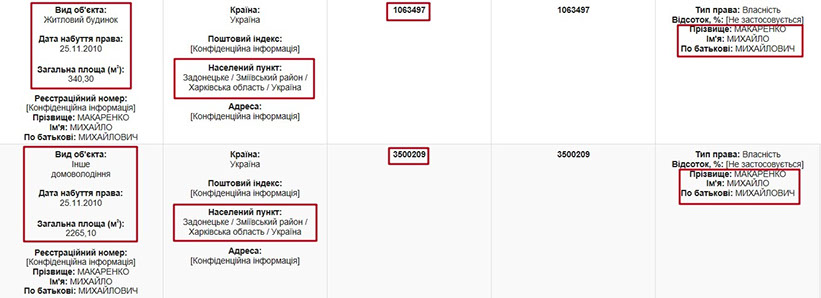 Вид об'єкта:
Житловий будинок
Дата набуття права:
25.11.2010
Загальна площа (м²):
340,30
Реєстраційний номер:
[Конфіденційна інформація]
Прізвище: МАКАРЕНКО
Ім'я: МИХАЙЛО
По батькові: МИХАЙЛОВИЧ
Країна:
Україна
Поштовий індекс:
[Конфіденційна інформація]
Населений пункт:
Задонецьке / Зміївський район /
Харківська область / Україна
Адреса:
[Конфіденційна інформація]
1063497
1063497
Тип права: Власність
Відсоток, %: [Не застосовується]
Прізвище: МАКАРЕНКО
Ім'я: МИХАЙЛО
По батькові: МИХАЙЛОВИЧ
Вид об'єкта:
Інше
домоволодіння
Дата набуття права:
25.11.2010
Загальна площа (м²):
2265,10
Реєстраційний номер:
[Конфіденційна інформація]
Прізвище: МАКАРЕНКО
Ім'я: МИХАЙЛО
По батькові: МИХАЙЛОВИЧ
Країна:
Україна
Поштовий індекс:
[Конфіденційна інформація]
Населений пункт:
Задонецьке / Зміївський район /
Харківська область / Україна
Адреса:
[Конфіденційна інформація]
3500209
3500209
Тип права: Власність
Відсоток, %: [Не застосовується]
Прізвище: МАКАРЕНКО
Ім'я: МИХАЙЛО
По батькові: МИХАЙЛОВИЧ